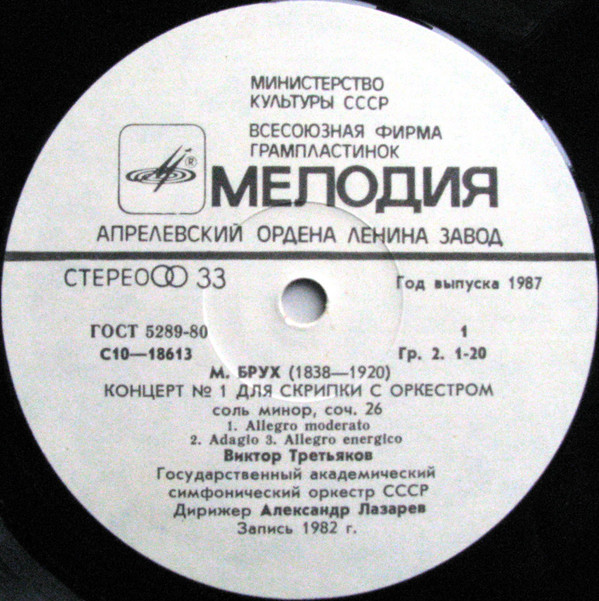 МИНИСТЕРСТВО
КУЛЬТУРЫ СССР
ВСЕСОЮЗНАЯ ФИРМА
ГРАМПЛАСТИНОК
®
МЕЛОДИЯ
АПРЕЛЕВСКИЙ ОРДЕНА ЛЕНИНА ЗАВОД
СТЕРЕО 33 Год выпуска 1987
ГОСТ 5289-80 1
С10—18613 Гр. 2. 1-20
М. БРУХ (1838—1920)
КОНЦЕРТ № 1 ДЛЯ СКРИПКИ С ОРКЕСТРОМ
соль минор, соч. 26
1. Allegro moderato
2. Adagio 3. Allegro energico
Виктор Третьяков
Государственный академический
симфонический оркестр СССР
Дирижер Александр Лазарев
Запись 1982 г.